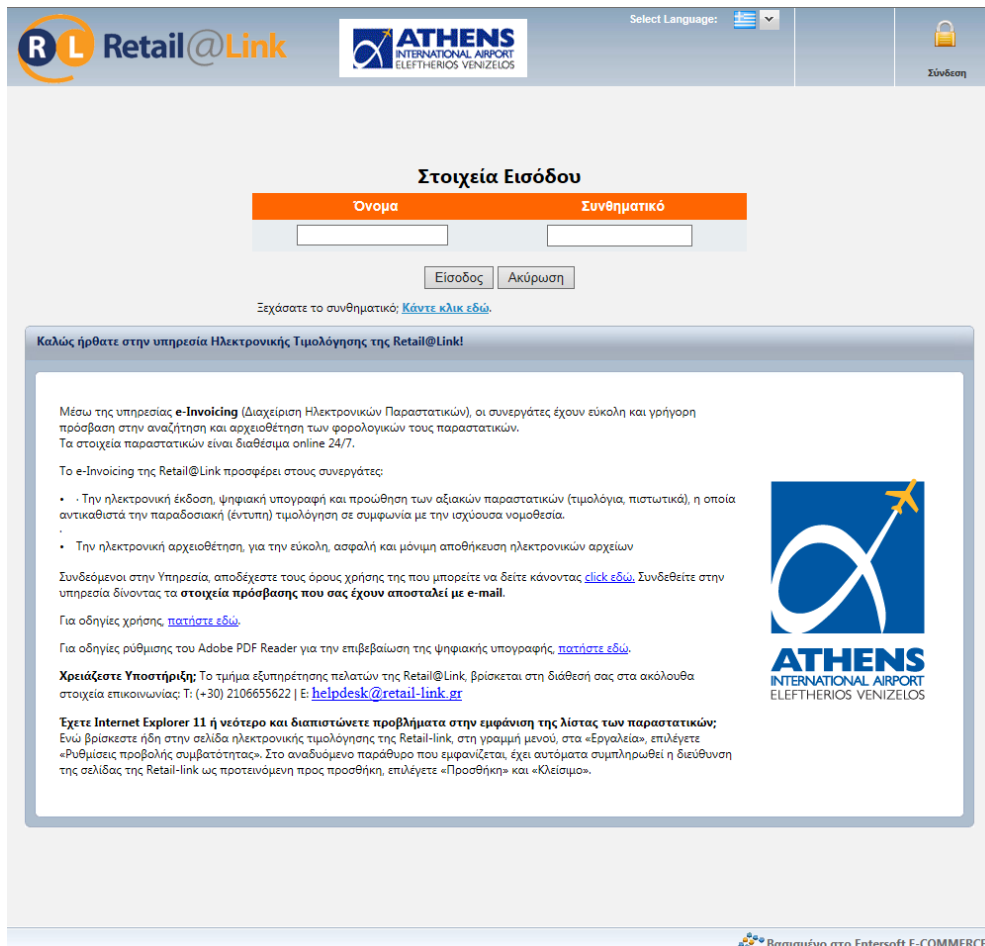 RL Retail@Link
ATHENS
INTERNATIONAL AIRPORT
ELEFTHERIOS VENIZELOS
Select Language:
Σύνδεση
Στοιχεία Εισόδου
Όνομα Συνθηματικό
Είσοδος Ακύρωση
Ξεχάσατε το συνθηματικό; Κάντε κλικ εδώ.
Καλώς ήρθατε στην υπηρεσία Ηλεκτρονικής Τιμολόγησης της Retail@Link!
Μέσω της υπηρεσίας e-Invoicing (Διαχείριση Ηλεκτρονικών Παραστατικών), οι συνεργάτες έχουν εύκολη και γρήγορη
πρόσβαση στην αναζήτηση και αρχειοθέτηση των φορολογικών τους παραστατικών.
Τα στοιχεία παραστατικών είναι διαθέσιμα online 24/7.
Το e-Invoicing της Retail@Link προσφέρει στους συνεργάτες:
• · Την ηλεκτρονική έκδοση, ψηφιακή υπογραφή και προώθηση των αξιακών παραστατικών (τιμολόγια, πιστωτικά), η οποία
αντικαθιστά την παραδοσιακή (έντυπη) τιμολόγηση σε συμφωνία με την ισχύουσα νομοθεσία.
·
• Την ηλεκτρονική αρχειοθέτηση, για την εύκολη, ασφαλή και μόνιμη αποθήκευση ηλεκτρονικών αρχείων
Συνδεόμενοι στην Υπηρεσία, αποδέχεστε τους όρους χρήσης της που μπορείτε να δείτε κάνοντας click εδώ. Συνδεθείτε στην
υπηρεσία δίνοντας τα στοιχεία πρόσβασης που σας έχουν αποσταλεί με e-mail.
Για οδηγίες χρήσης, πατήστε εδώ.
Για οδηγίες ρύθμισης του Adobe PDF Reader για την επιβεβαίωση της ψηφιακής υπογραφής, πατήστε εδώ.
Χρειάζεστε Υποστήριξη; Το τμήμα εξυπηρέτησης πελατών της Retail@Link, βρίσκεται στη διάθεσή σας στα ακόλουθα
στοιχεία επικοινωνίας: Τ: (+30) 2106655622 | E: helpdesk@retail-link.gr
Έχετε Internet Explorer 11 ή νεότερο και διαπιστώνετε προβλήματα στην εμφάνιση της λίστας των παραστατικών;
Ενώ βρίσκεστε ήδη στην σελίδα ηλεκτρονικής τιμολόγησης της Retail-link, στη γραμμή μενού, στα «Εργαλεία», επιλέγετε
«Ρυθμίσεις προβολής συμβατότητας». Στο αναδυόμενο παράθυρο που εμφανίζεται, έχει αυτόματα συμπληρωθεί η διεύθυνση
της σελίδας της Retail-link ως προτεινόμενη προς προσθήκη, επιλέγετε «Προσθήκη» και «Κλείσιμο».
ATHENS
INTERNATIONAL AIRPORT
ELEFTHERIOS VENIZELOS
Βασισμένο στο Entersoft E-COMMERCE